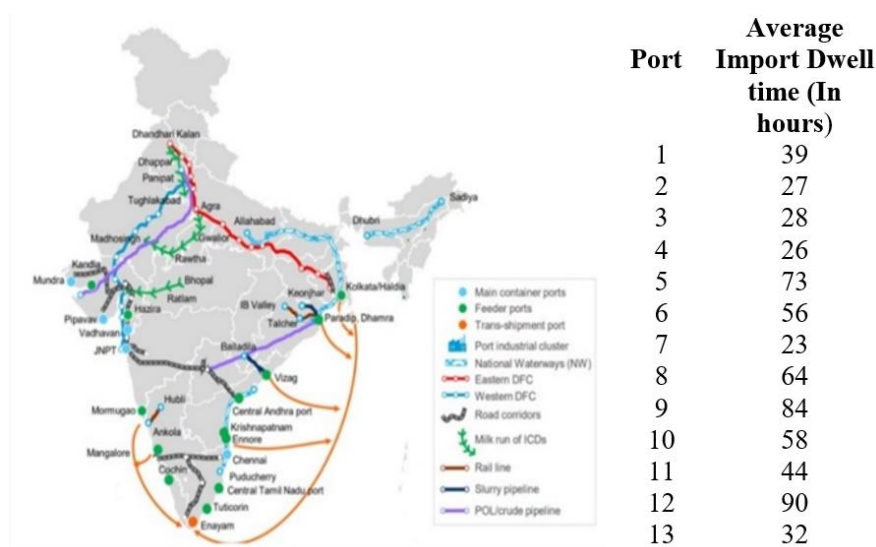 Dhandhari Kalan
Dhappar
Panipat
Tughlakabad
Agra
Allahabad
Dhubri
Sadiya
Madhosingh
Gwalior
Rawtha
Kandla
Mundra
Bhopal
Ratlam
Kolkata/Haldia
IB Valley
Keonjhar
Talcher
Paradip, Dhamra
Hazira
Pipavav
Vadhavan
JNPT
Bailadila
Vizag
Central Andhra port
Mormugao
Hubli
Krishnapatnam
Ennore
Ankola
Chennai
Mangalore
Cochin
Puducherry
Central Tamil Nadu port
Tuticorin
Enayam
Main container ports
Feeder ports
Trans-shipment port
Port industrial cluster
National Waterways (NW)
Eastern DFC
Western DFC
Road corridors
Milk run of ICDs
Rail line
Slurry pipeline
POL/crude pipeline
Average
Port Import Dwell
time (In
hours)
1 39
2 27
3 28
4 26
5 73
6 56
7 23
8 64
9 84
10 58
11 44
12 90
13 32